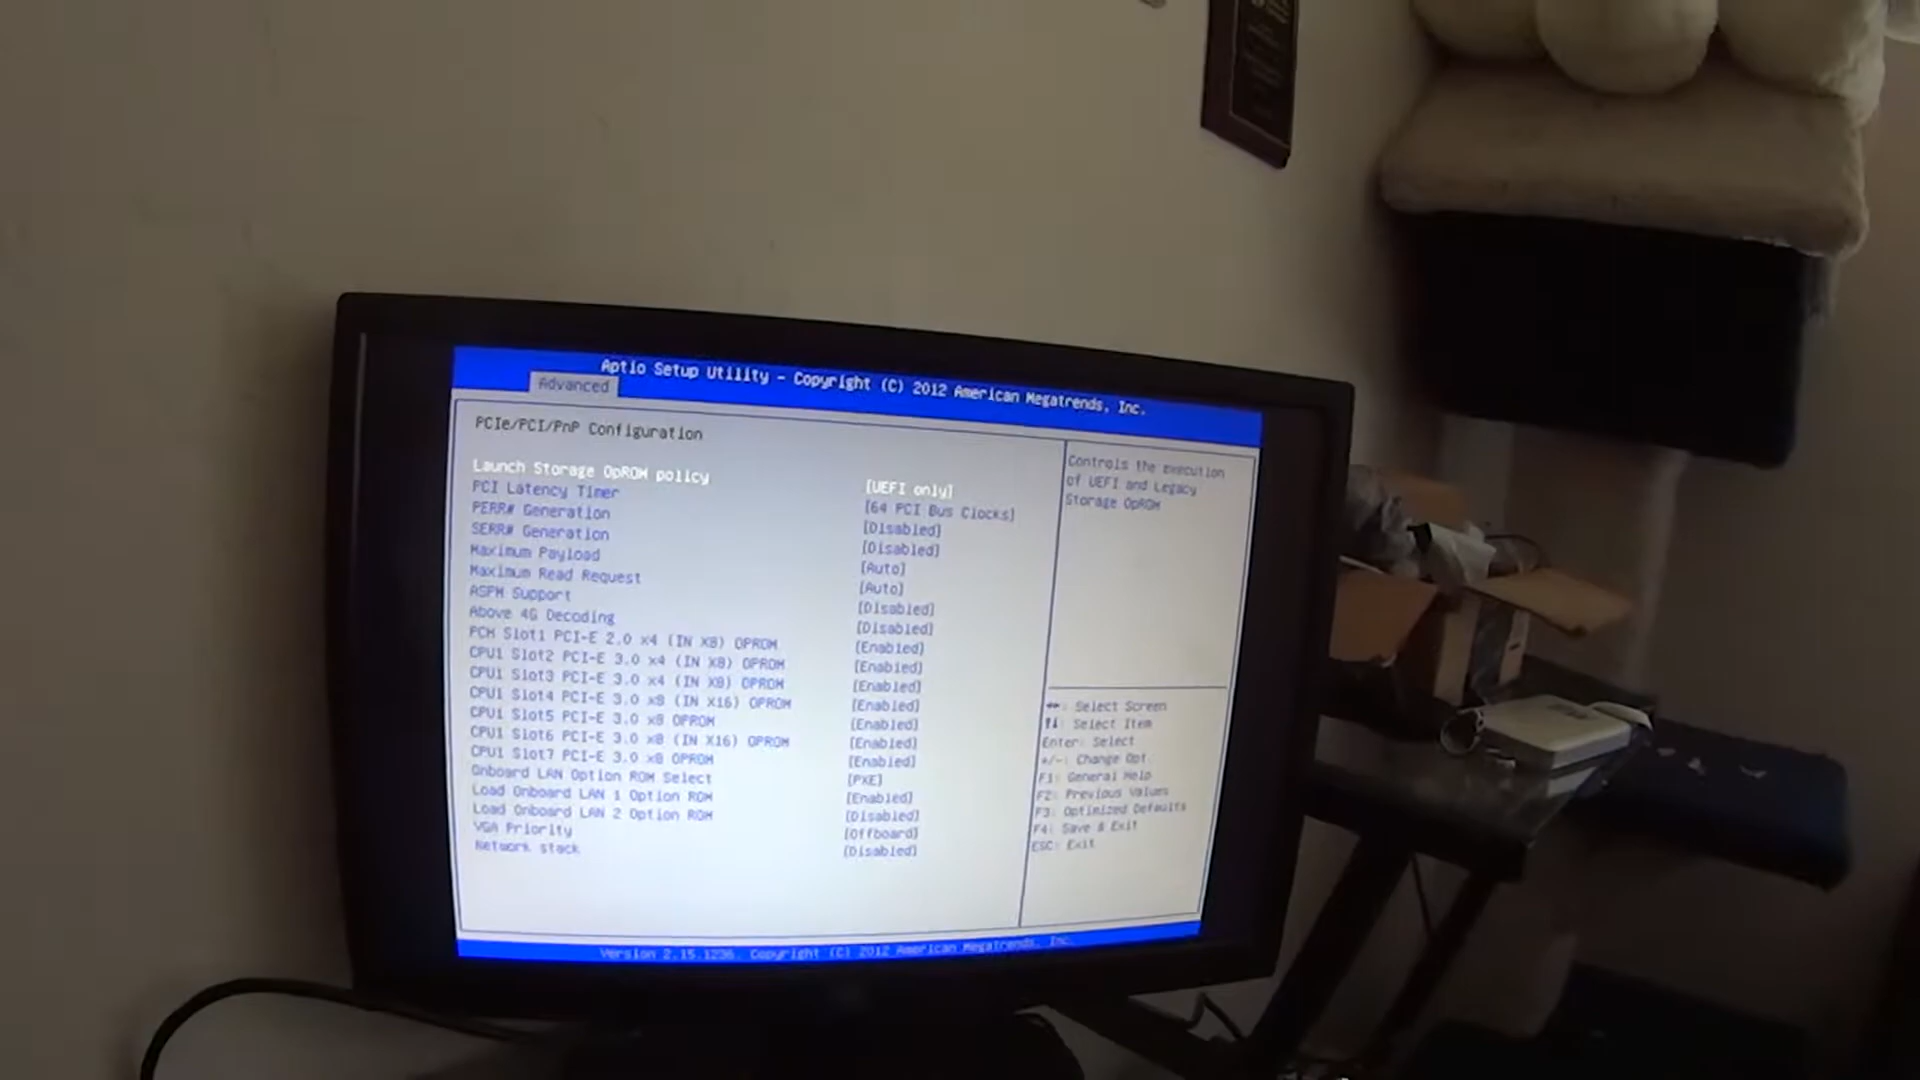 Aptio Setup Utility - Copyright (C) 2012 American Megatrends, Inc.
Advanced
PCIe/PCI/PnP Configuration
Launch Storage OpROM policy [UEFI only]
PCI Latency Timer [64 PCI Bus Clocks]
PERR# Generation [Disabled]
SERR# Generation [Disabled]
Maximum Payload [Auto]
Maximum Read Request [Auto]
ASPM Support [Disabled]
Above 4G Decoding [Disabled]
PCH Slot1 PCI-E 2.0 x4 (IN X8) OPROM [Enabled]
CPU1 Slot2 PCI-E 3.0 x4 (IN X8) OPROM [Enabled]
CPU1 Slot3 PCI-E 3.0 x4 (IN X8) OPROM [Enabled]
CPU1 Slot4 PCI-E 3.0 x8 (IN X16) OPROM [Enabled]
CPU1 Slot5 PCI-E 3.0 x8 OPROM [Enabled]
CPU1 Slot6 PCI-E 3.0 x8 (IN X16) OPROM [Enabled]
CPU1 Slot7 PCI-E 3.0 x8 OPROM [Enabled]
Onboard LAN Option ROM Select [PXE]
Load Onboard LAN 1 Option ROM [Enabled]
Load Onboard LAN 2 Option ROM [Disabled]
VGA Priority [Offboard]
Network stack [Disabled]
Controls the execution
of UEFI and Legacy
Storage OpROM
↔: Select Screen
↑↓: Select Item
Enter: Select
+/-: Change Opt.
F1: General Help
F2: Previous Values
F3: Optimized Defaults
F4: Save & Exit
ESC: Exit
Version 2.15.1236. Copyright (C) 2012 American Megatrends, Inc.